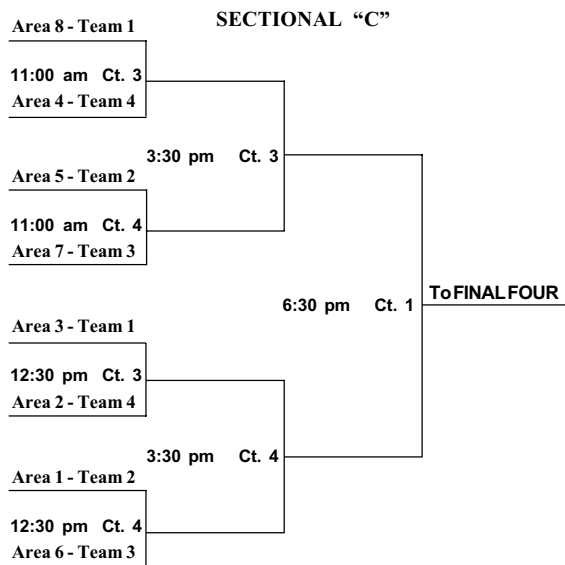 SECTIONAL “C”
Area 8 - Team 1
11:00 am Ct. 3
Area 4 - Team 4
3:30 pm Ct. 3
Area 5 - Team 2
11:00 am Ct. 4
Area 7 - Team 3
6:30 pm Ct. 1
To FINAL FOUR
Area 3 - Team 1
12:30 pm Ct. 3
Area 2 - Team 4
3:30 pm Ct. 4
Area 1 - Team 2
12:30 pm Ct. 4
Area 6 - Team 3